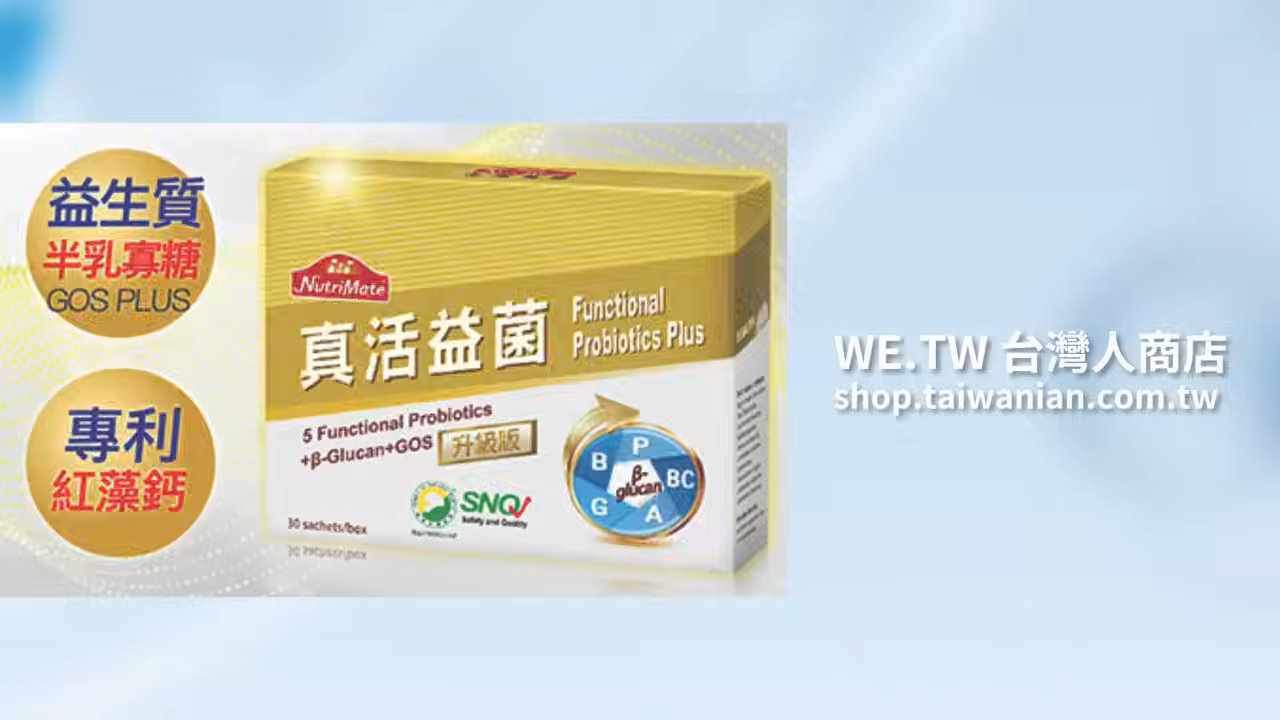 益生質
半乳寡糖
GOS PLUS
專利
紅藻鈣
NutriMate
真活益菌
Functional
Probiotics Plus
5 Functional Probiotics
+β-Glucan+GOS
升級版
SNQ
Safety and Quality
30 sachets/box
P
B
BC
β-
glucan
G
A
WE.TW 台灣人商店
shop.taiwanian.com.tw